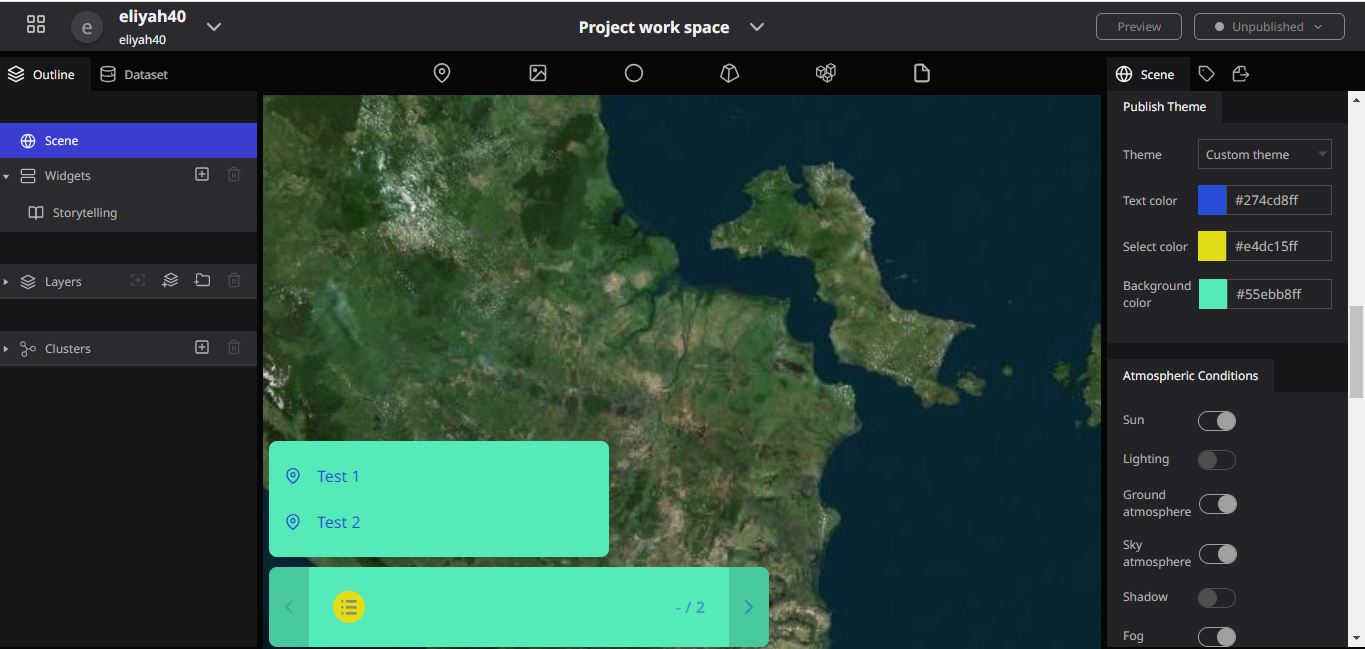 e
eliyah40
eliyah40
Project work space
Preview
Unpublished
Outline
Dataset
Scene
Widgets
Storytelling
Layers
Clusters
Test 1
Test 2
- / 2
Scene
Publish Theme
Theme
Custom theme
Text color
#274cd8ff
Select color
#e4dc15ff
Background
color
#55ebb8ff
Atmospheric Conditions
Sun
Lighting
Ground
atmosphere
Sky
atmosphere
Shadow
Fog